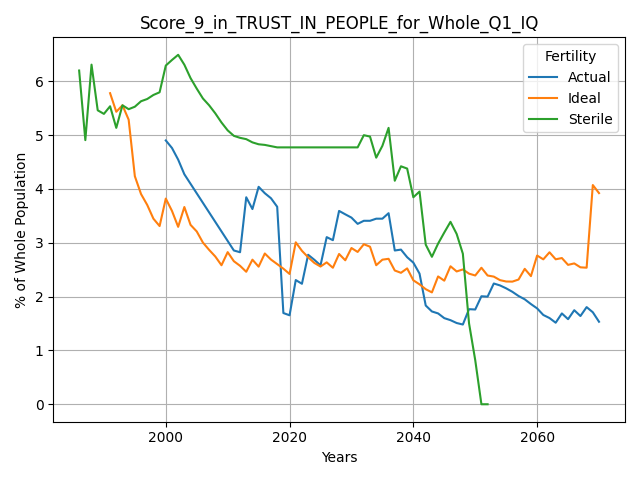 Score_9_in_TRUST_IN_PEOPLE_for_Whole_Q1_IQ
Fertility
Actual
Ideal
Sterile
% of Whole Population
6
5
4
3
2
1
0
2000 2020 2040 2060
Years